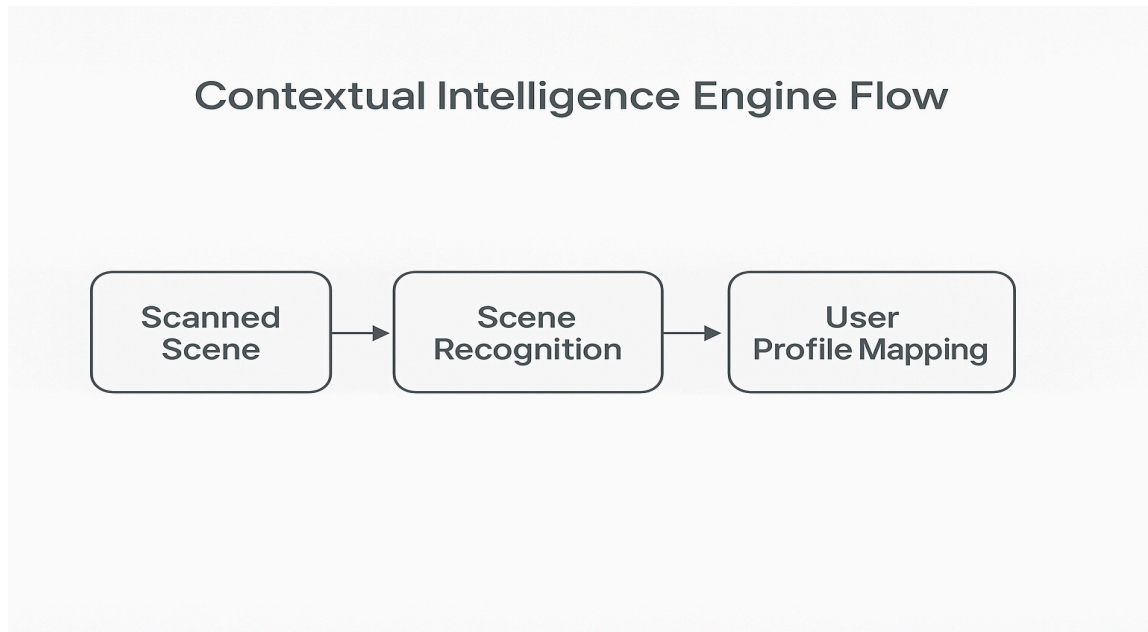 Contextual Intelligence Engine Flow
Scanned
Scene
Scene
Recognition
User
Profile Mapping